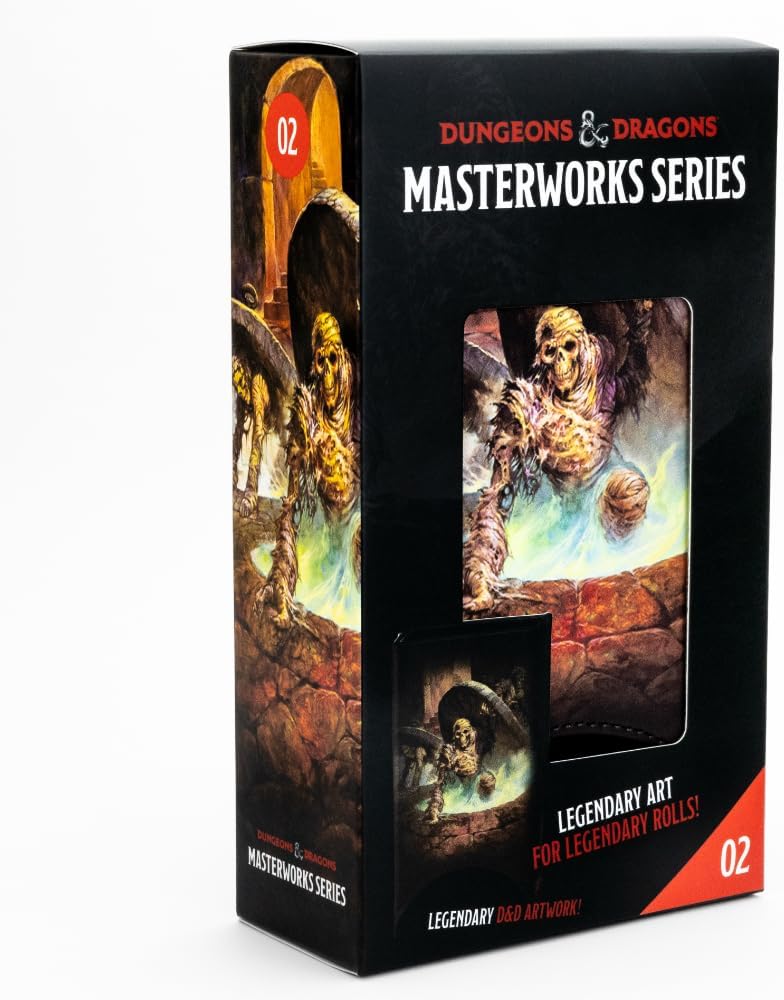 02
DUNGEONS & DRAGONS
MASTERWORKS SERIES
LEGENDARY ART
FOR LEGENDARY ROLLS!
02
LEGENDARY D&D ARTWORK!
DUNGEONS & DRAGONS
MASTERWORKS SERIES